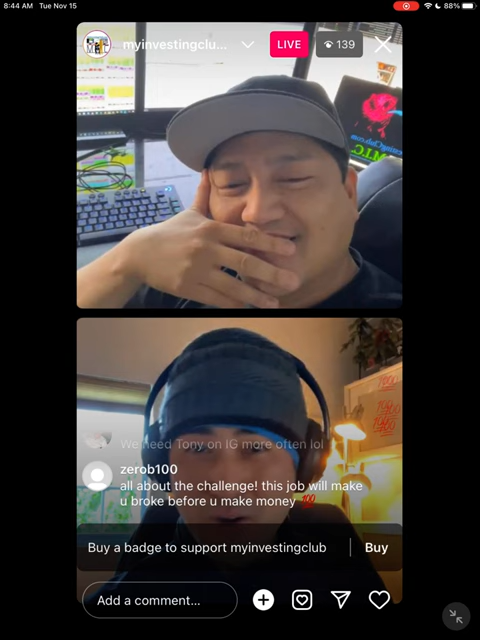 8:44 AM Tue Nov 15
88%
myinvestingclu...
LIVE
139
We need Tony on IG more often lol
zerob100
all about the challenge! this job will make
u broke before u make money 💯
Buy a badge to support myinvestingclub
Buy
Add a comment...